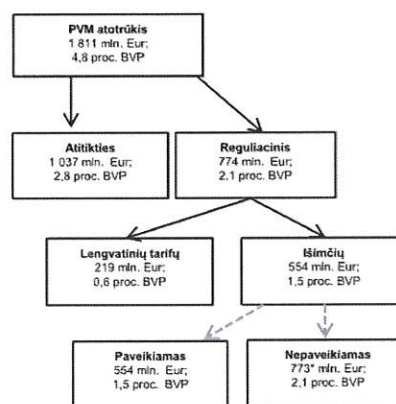 PVM atotrūkis
1 811 mln. Eur;
4,8 proc. BVP
Atitikties
1 037 mln. Eur;
2,8 proc. BVP
Reguliacinis
774 mln. Eur;
2,1 proc. BVP
Lengvatinių tarifų
219 mln. Eur;
0,6 proc. BVP
Išimčių
554 mln. Eur;
1,5 proc. BVP
Paveikiamas
554 mln. Eur;
1,5 proc. BVP
Nepaveikiamas
773* mln. Eur;
2,1 proc. BVP